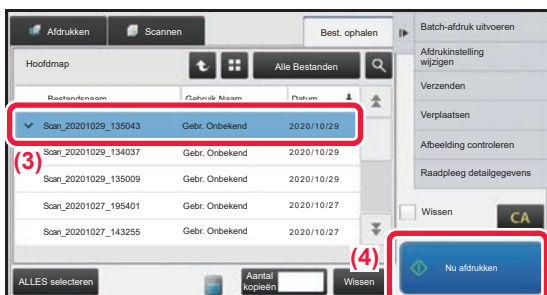 Afdrukken
Scannen
Best. ophalen
Hoofdmap
Alle Bestanden
Bestandsnaam
Gebruik.Naam
Datum
Scan_20201029_135043 Gebr. Onbekend 2020/10/29
(3)
Scan_20201029_134037 Gebr. Onbekend 2020/10/29
Scan_20201029_135009 Gebr. Onbekend 2020/10/29
Scan_20201027_195401 Gebr. Onbekend 2020/10/27
Scan_20201027_143255 Gebr. Onbekend 2020/10/27
ALLES selecteren
Aantal
kopieën
Wissen
Batch-afdruk uitvoeren
Afdrukinstelling
wijzigen
Verzenden
Verplaatsen
Afbeelding controleren
Raadpleeg detailgegevens
Wissen
CA
(4)
Nu afdrukken